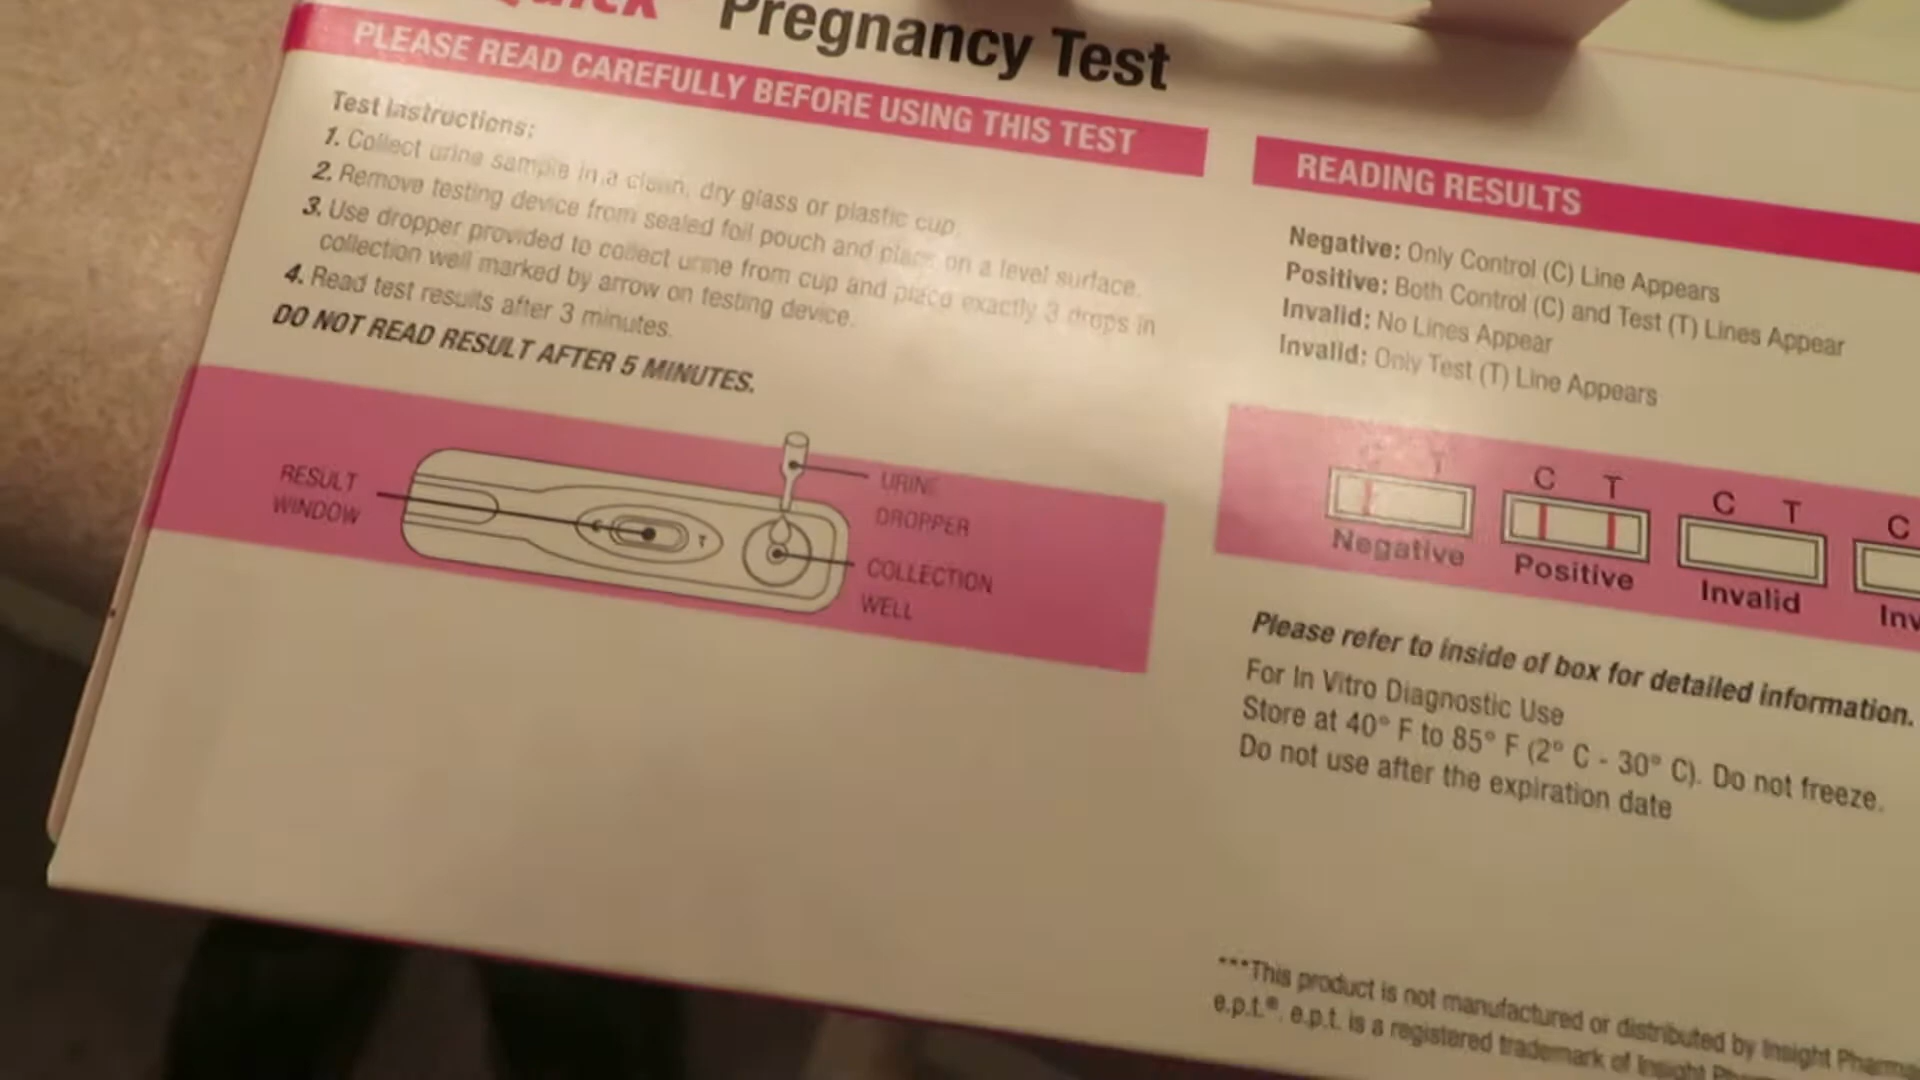 Quick Pregnancy Test
PLEASE READ CAREFULLY BEFORE USING THIS TEST
Test Instructions:
1. Collect urine sample in a clean, dry glass or plastic cup.
2. Remove testing device from sealed foil pouch and place on a level surface.
3. Use dropper provided to collect urine from cup and place exactly 3 drops in
collection well marked by arrow on testing device.
4. Read test results after 3 minutes.
DO NOT READ RESULT AFTER 5 MINUTES.
RESULT
WINDOW
C T
URINE
DROPPER
COLLECTION
WELL
READING RESULTS
Negative: Only Control (C) Line Appears
Positive: Both Control (C) and Test (T) Lines Appear
Invalid: No Lines Appear
Invalid: Only Test (T) Line Appears
C T C T C T C
Negative Positive Invalid Inv
Please refer to inside of box for detailed information.
For In Vitro Diagnostic Use
Store at 40° F to 85° F (2° C - 30° C). Do not freeze.
Do not use after the expiration date
***This product is not manufactured or distributed by Insight Pharma
e.p.t.®. e.p.t. is a registered trademark of Insight